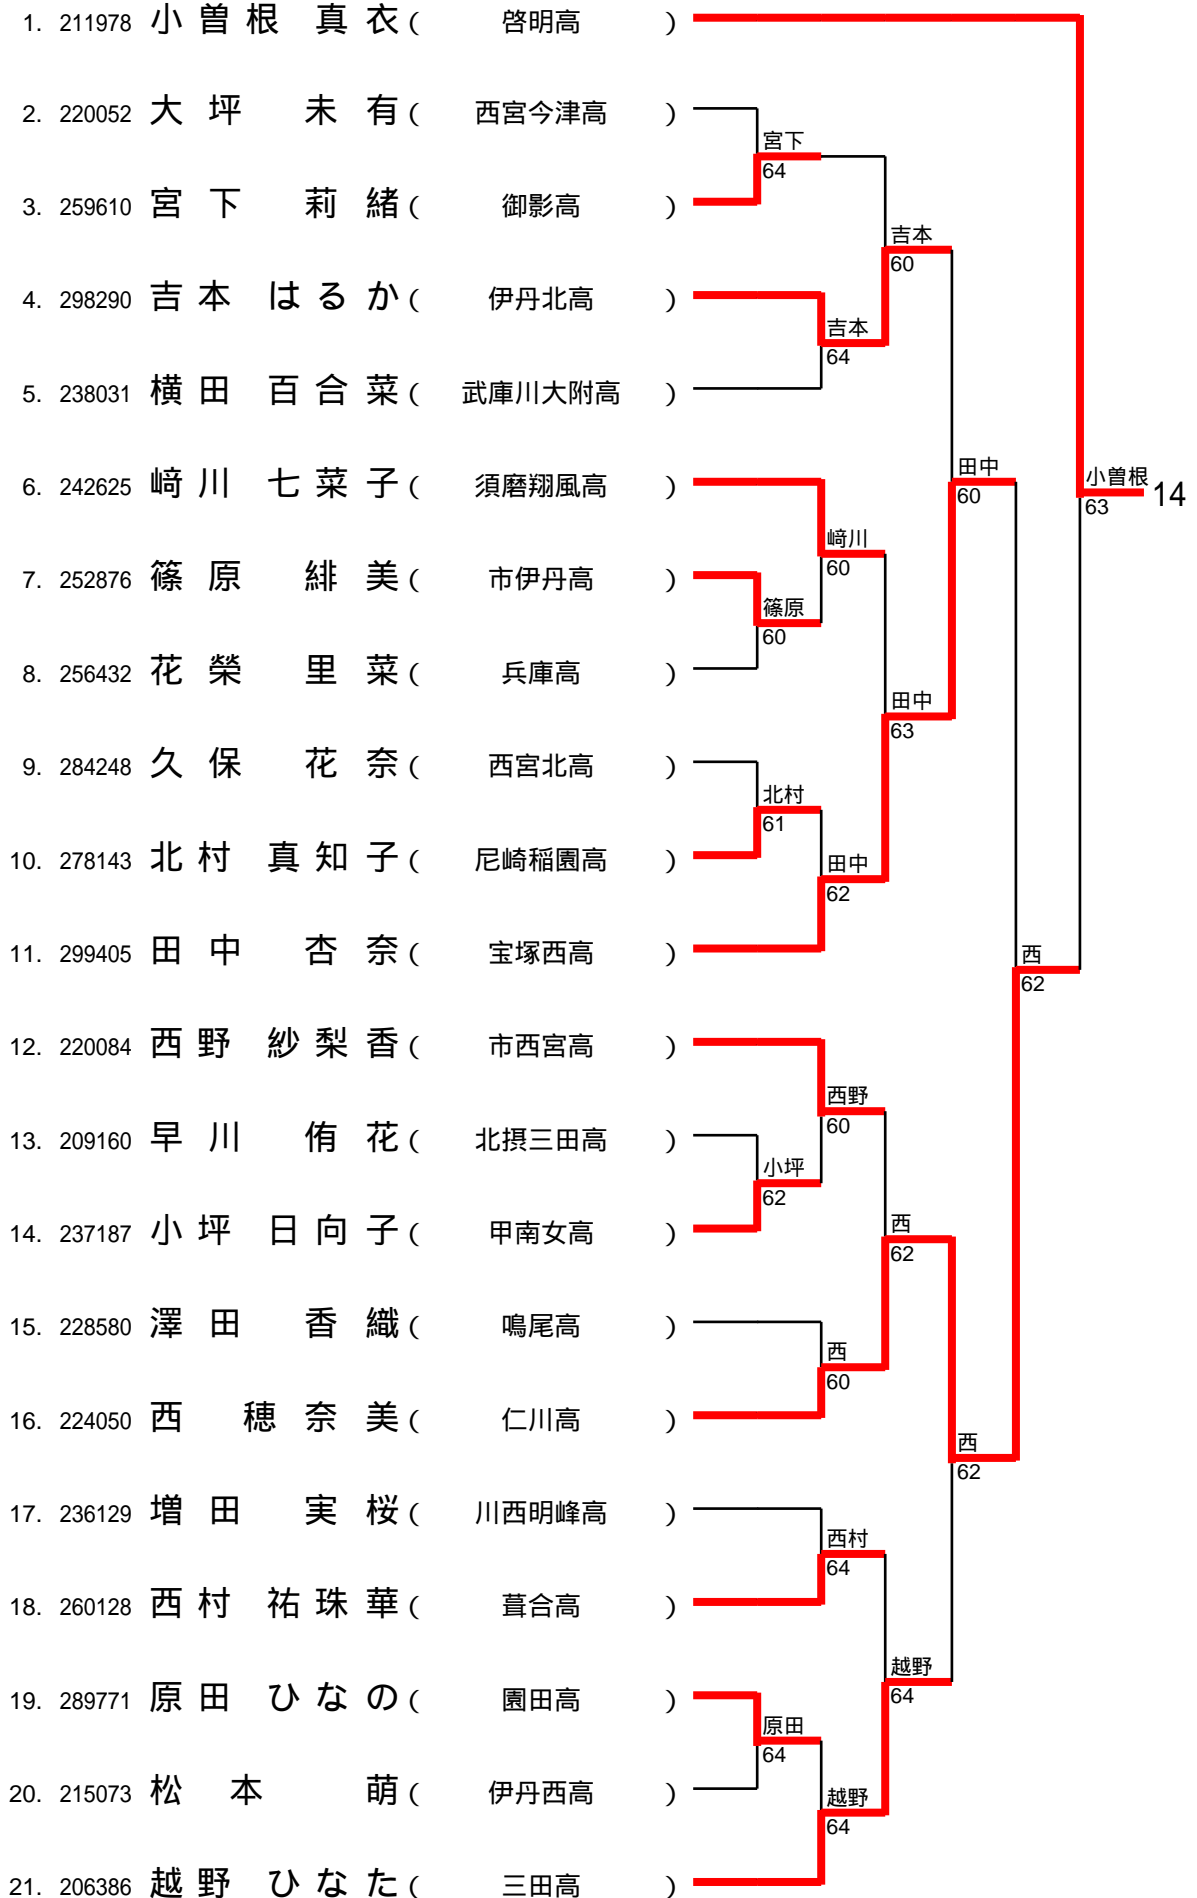 1. 211978 小曽根 真衣 ( 啓明高 )
2. 220052 大坪 未有 ( 西宮今津高 )
宮下
64
3. 259610 宮下 莉緒 ( 御影高 )
吉本
60
4. 298290 吉本 はるか ( 伊丹北高 )
吉本
64
5. 238031 横田 百合菜 ( 武庫川大附高 )
田中
60
小曽根
63
14
6. 242625 﨑川 七菜子 ( 須磨翔風高 )
﨑川
60
7. 252876 篠原 緋美 ( 市伊丹高 )
篠原
60
8. 256432 花榮 里菜 ( 兵庫高 )
田中
63
9. 284248 久保 花奈 ( 西宮北高 )
北村
61
10. 278143 北村 真知子 ( 尼崎稲園高 )
田中
62
11. 299405 田中 杏奈 ( 宝塚西高 )
西
62
12. 220084 西野 紗梨香 ( 市西宮高 )
西野
60
13. 209160 早川 侑花 ( 北摂三田高 )
小坪
62
14. 237187 小坪 日向子 ( 甲南女高 )
西
62
15. 228580 澤田 香織 ( 鳴尾高 )
西
60
16. 224050 西 穂奈美 ( 仁川高 )
西
62
17. 236129 増田 実桜 ( 川西明峰高 )
西村
64
18. 260128 西村 祐珠華 ( 葺合高 )
越野
64
19. 289771 原田 ひなの ( 園田高 )
原田
64
20. 215073 松本 萌 ( 伊丹西高 )
越野
64
21. 206386 越野 ひなた ( 三田高 )